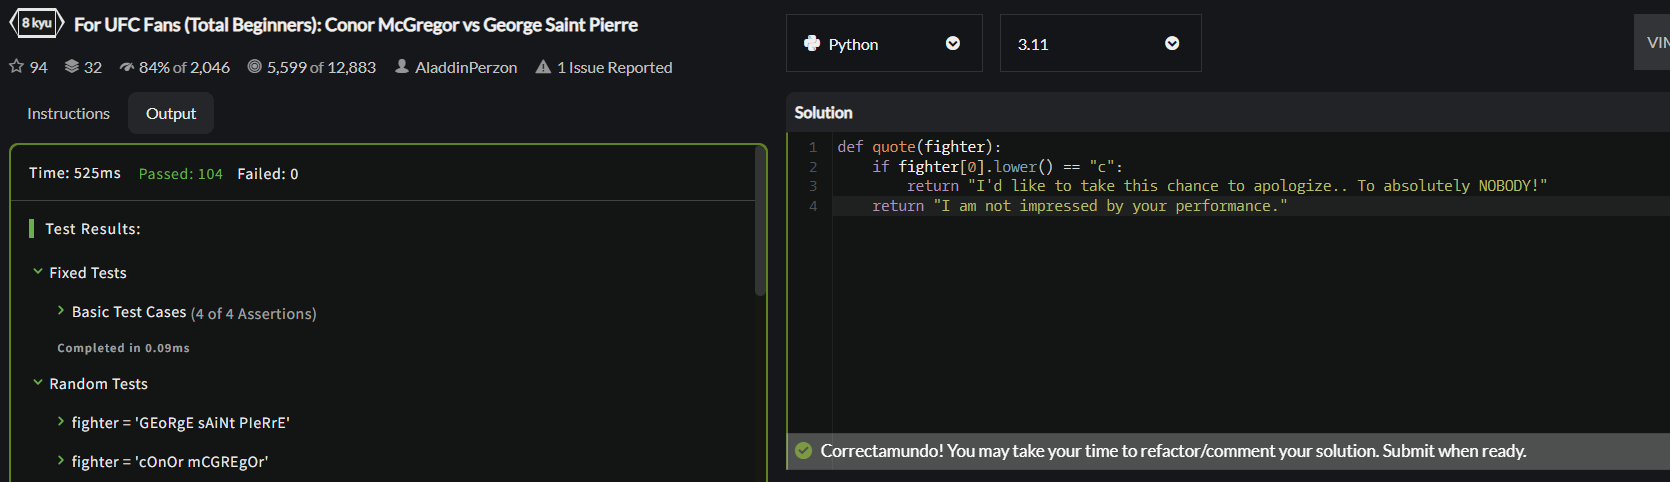 8 kyu For UFC Fans (Total Beginners): Conor McGregor vs George Saint Pierre
94 32 84% of 2,046 5,599 of 12,883 AladdinPerzon 1 Issue Reported
Instructions Output
Time: 525ms Passed: 104 Failed: 0
Test Results:
Fixed Tests
Basic Test Cases (4 of 4 Assertions)
Completed in 0.09ms
Random Tests
fighter = 'GEoRgE sAiNt PIeRrE'
fighter = 'cOnOr mCGREgOr'
Python 3.11 VIM
Solution
1 def quote(fighter):
2     if fighter[0].lower() == "c":
3         return "I'd like to take this chance to apologize.. To absolutely NOBODY!"
4     return "I am not impressed by your performance."
Correctamundo! You may take your time to refactor/comment your solution. Submit when ready.